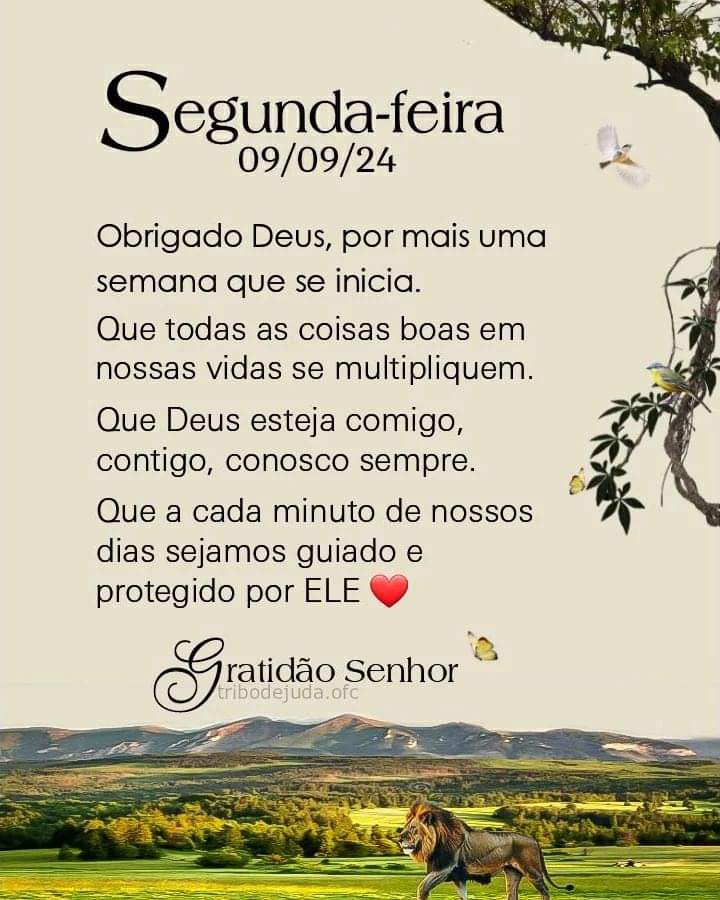 Segunda-feira
09/09/24
Obrigado Deus, por mais uma
semana que se inicia.
Que todas as coisas boas em
nossas vidas se multipliquem.
Que Deus esteja comigo,
contigo, conosco sempre.
Que a cada minuto de nossos
dias sejamos guiado e
protegido por ELE ❤️
Gratidão Senhor
tribodejuda.ofc